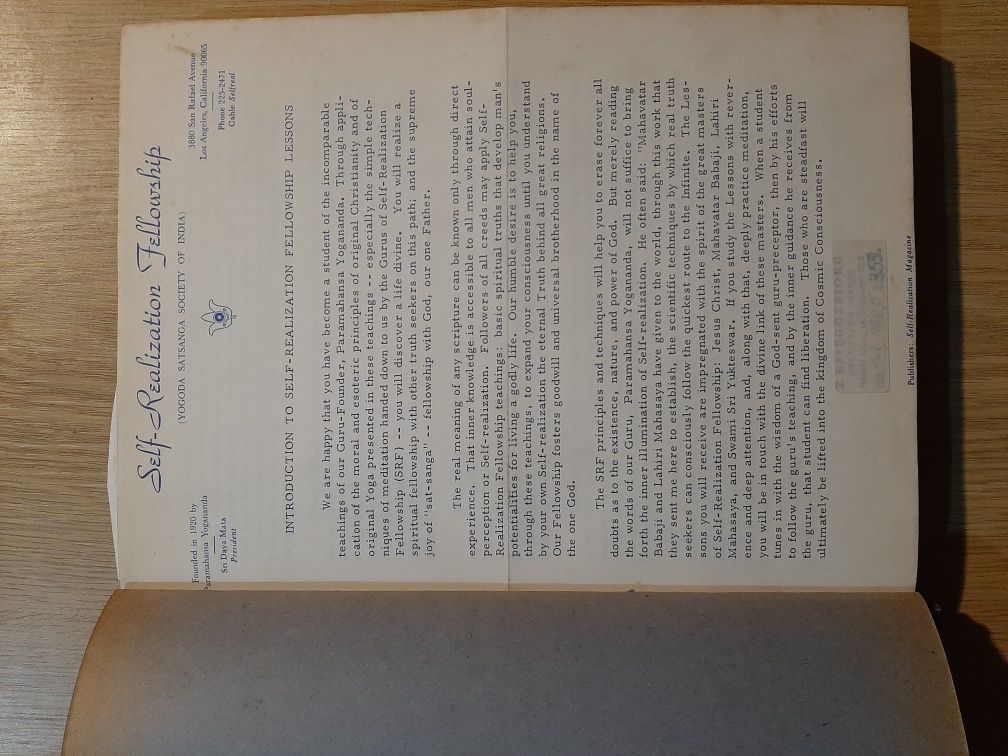 Founded in 1920 by
Paramahansa Yogananda
Sri Daya Mata
President
Self-Realization Fellowship
(YOGODA SATSANGA SOCIETY OF INDIA)
3880 San Rafael Avenue
Los Angeles, California 90065
Phone 225-2471
Cable Selfreal
INTRODUCTION TO SELF-REALIZATION FELLOWSHIP LESSONS
We are happy that you have become a student of the incomparable
teachings of our Guru-Founder, Paramahansa Yogananda. Through appli-
cation of the moral and esoteric principles of original Christianity and of
original Yoga presented in these teachings -- especially the simple tech-
niques of meditation handed down to us by the Gurus of Self-Realization
Fellowship (SRF) -- you will discover a life divine. You will realize a
spiritual fellowship with other truth seekers on this path; and the supreme
joy of "sat-sanga" -- fellowship with God, our one Father.
The real meaning of any scripture can be known only through direct
experience. That inner knowledge is accessible to all men who attain soul-
perception or Self-realization. Followers of all creeds may apply Self-
Realization Fellowship teachings: basic spiritual truths that develop man's
potentialities for living a godly life. Our humble desire is to help you,
through these teachings, to expand your consciousness until you understand
by your own Self-realization the eternal Truth behind all great religions.
Our Fellowship fosters goodwill and universal brotherhood in the name of
the one God.
The SRF principles and techniques will help you to erase forever all
doubts as to the existence, nature, and power of God. But merely reading
the words of our Guru, Paramahansa Yogananda, will not suffice to bring
forth the inner illumination of Self-realization. He often said: "Mahavatar
Babaji and Lahiri Mahasaya have given to the world, through this work that
they sent me here to establish, the scientific techniques by which real truth
seekers can consciously follow the quickest route to the Infinite. The Les-
sons you will receive are impregnated with the spirit of the great masters
of Self-Realization Fellowship: Jesus Christ, Mahavatar Babaji, Lahiri
Mahasaya, and Swami Sri Yukteswar. If you study the Lessons with rever-
ence and deep attention, and, along with that, deeply practice meditation,
you will be in touch with the divine link of these masters. When a student
tunes in with the wisdom of a God-sent guru-preceptor, then by his efforts
to follow the guru's teaching, and by the inner guidance he receives from
the guru, that student can find liberation. Those who are steadfast will
ultimately be lifted into the kingdom of Cosmic Consciousness.
Publishers: Self-Realization Magazine